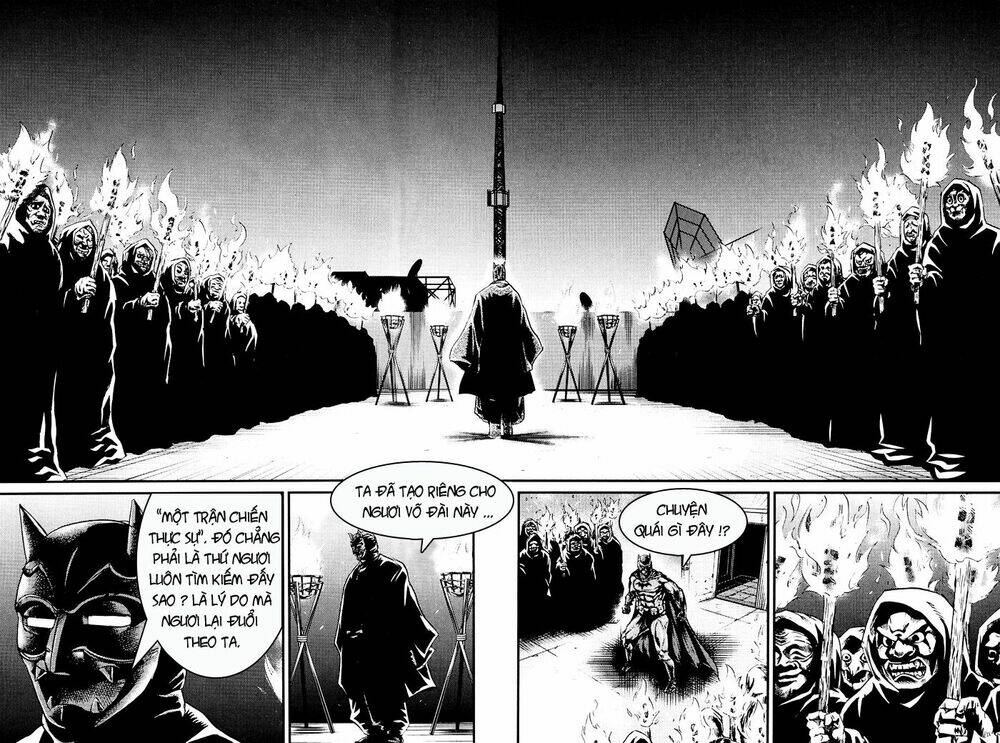 "MỘT TRẬN CHIẾN
THỰC SỰ". ĐÓ CHẲNG
PHẢI LÀ THỨ NGƯƠI
LUÔN TÌM KIẾM ĐẤY
SAO ? LÀ LÝ DO MÀ
NGƯƠI LẠI ĐUỔI
THEO TA.
TA ĐÃ TẠO RIÊNG CHO
NGƯƠI VÕ ĐÀI NÀY ...
CHUYỆN
QUÁI GÌ ĐÂY !?